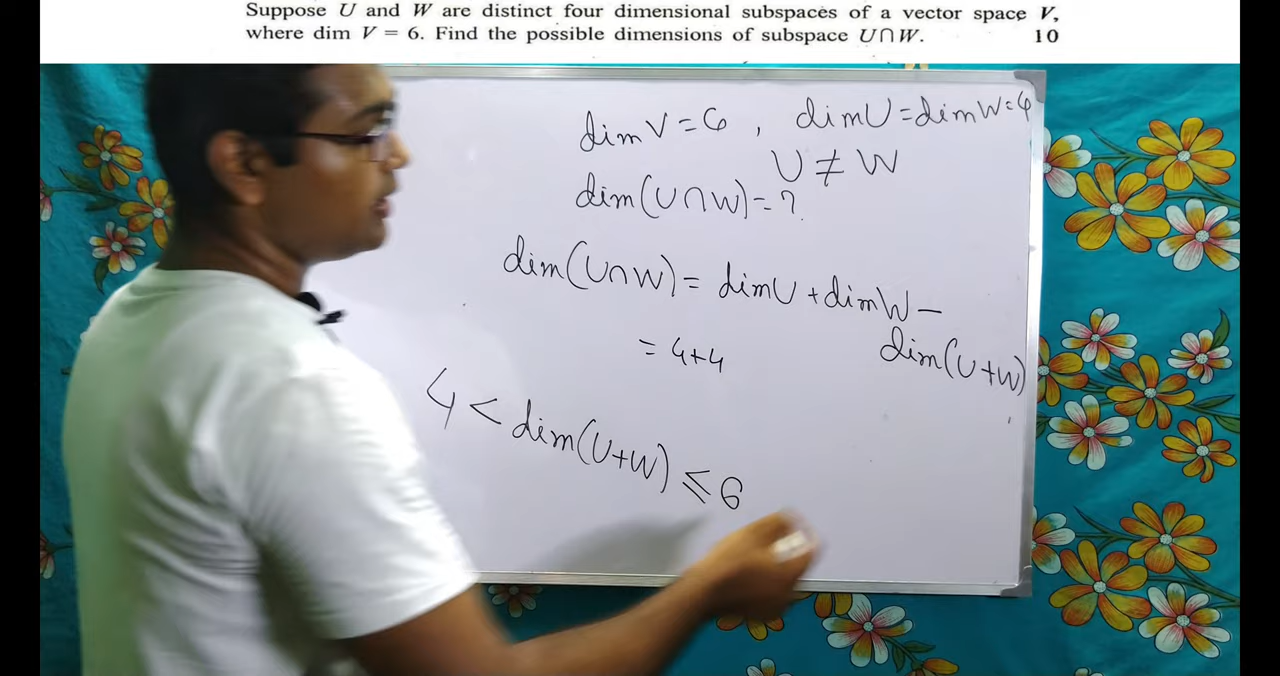 Suppose U and W are distinct four dimensional subspaces of a vector space V,
where dim V = 6. Find the possible dimensions of subspace U∩W. 10
dim V = 6 , dim U = dim W = 4
U ≠ W
dim(U∩W) = ?
dim(U∩W) = dim U + dim W –
dim(U+W)
= 4+4
4 < dim(U+W) ≤ 6